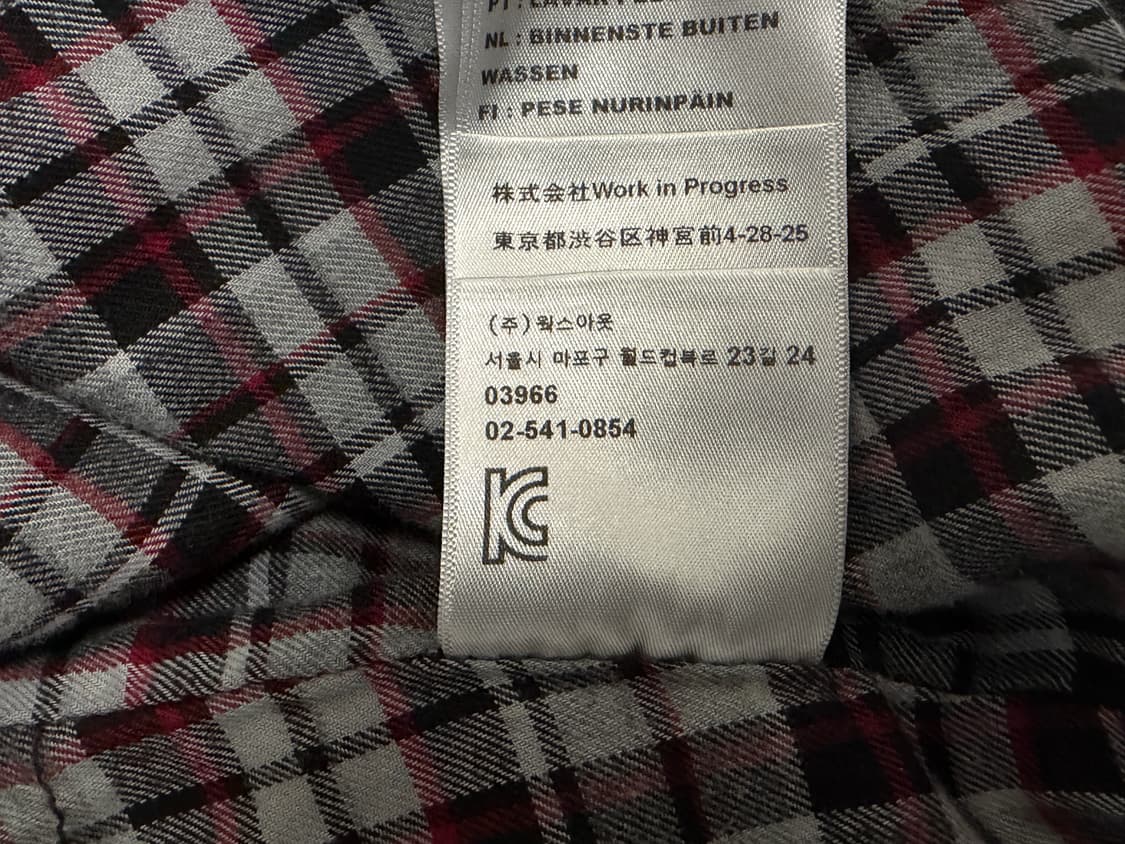 NL : BINNENSTE BUITEN
WASSEN
FI : PESE NURINPÄIN
株式会社Work in Progress
東京都渋谷区神宮前4-28-25
(주)웍스아웃
서울시 마포구 월드컵북로 23길 24
03966
02-541-0854
KC